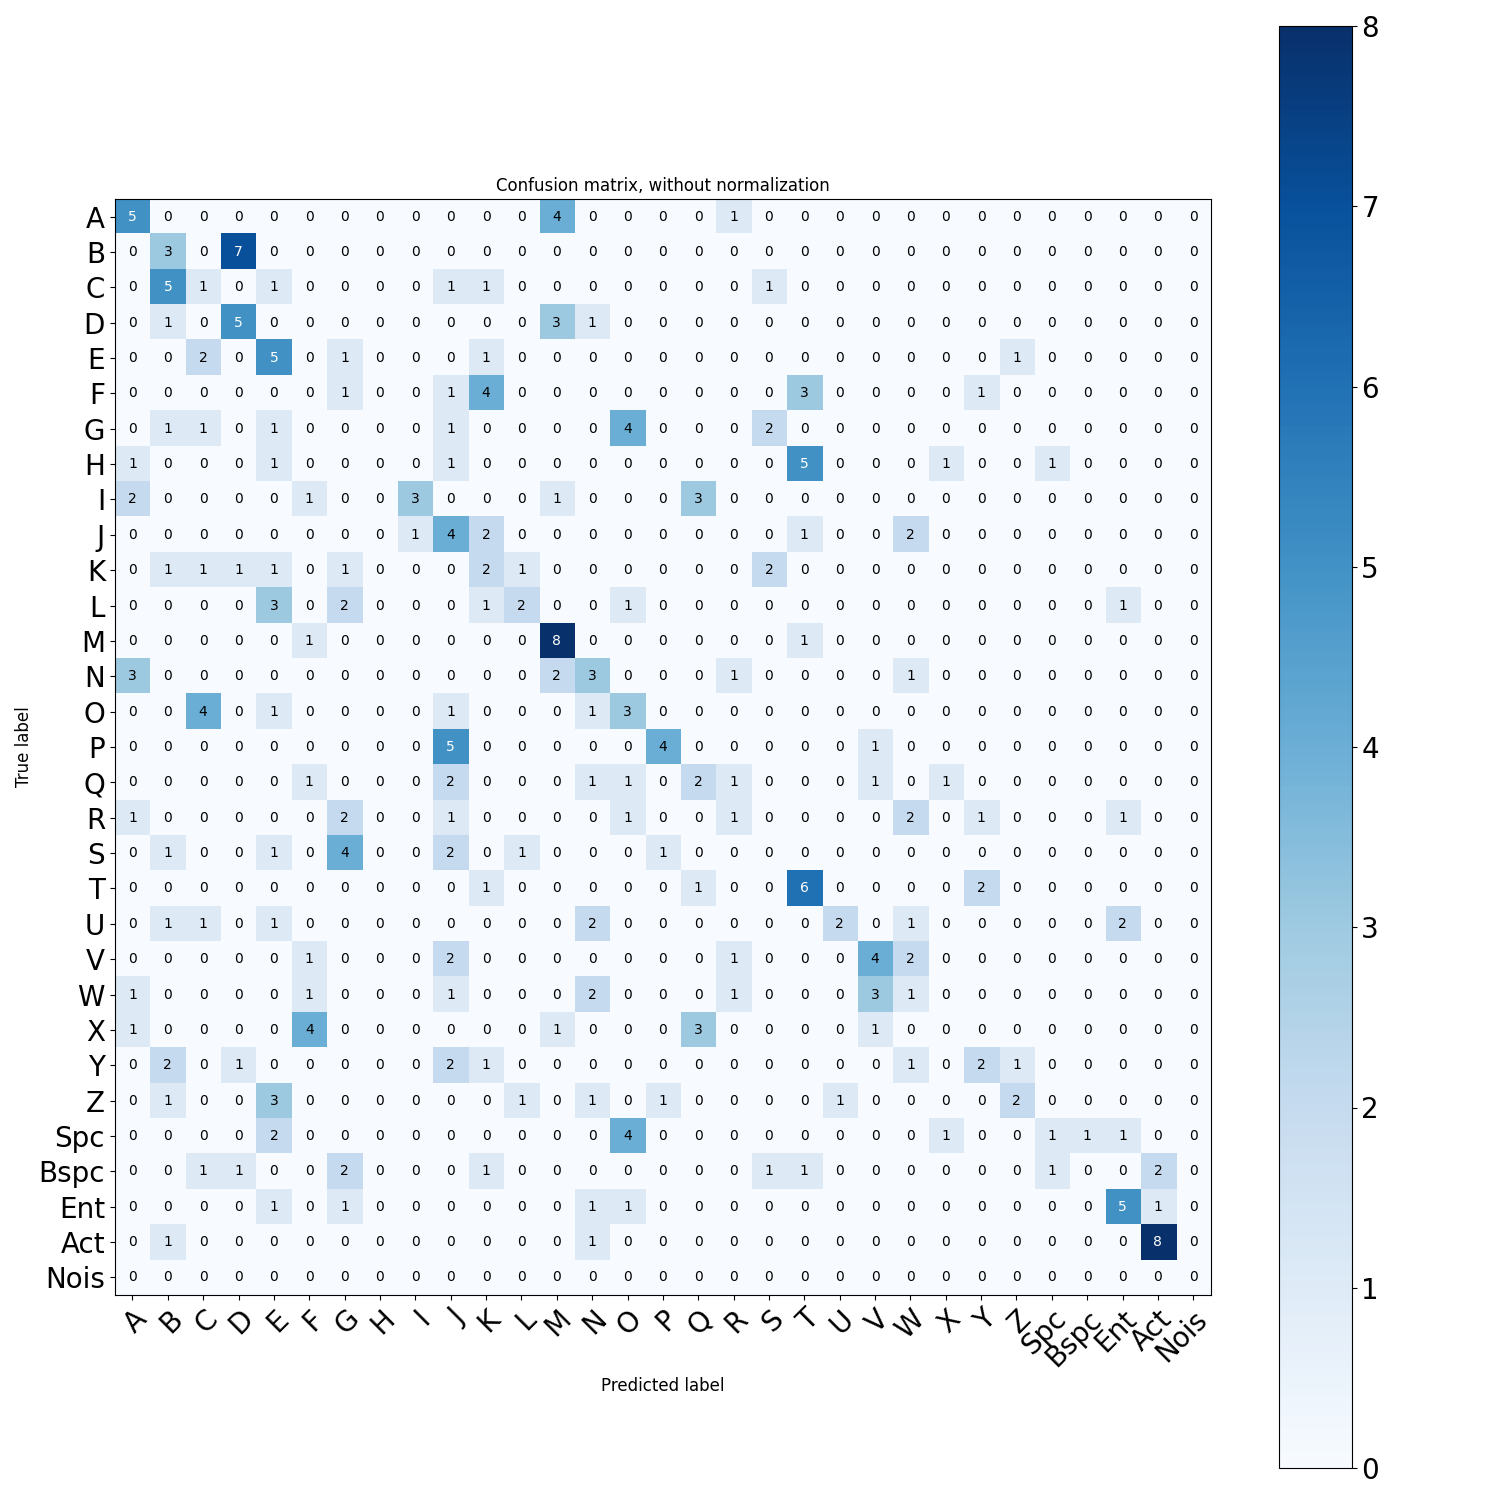 Confusion matrix, without normalization
A 5 0 0 0 0 0 0 0 0 0 0 0 4 0 0 0 0 1 0 0 0 0 0 0 0 0 0 0 0 0 0
B 0 3 0 7 0 0 0 0 0 0 0 0 0 0 0 0 0 0 0 0 0 0 0 0 0 0 0 0 0 0 0
C 0 5 1 0 1 0 0 0 0 1 1 0 0 0 0 0 0 0 1 0 0 0 0 0 0 0 0 0 0 0 0
D 0 1 0 5 0 0 0 0 0 0 0 0 3 1 0 0 0 0 0 0 0 0 0 0 0 0 0 0 0 0 0
E 0 0 2 0 5 0 1 0 0 0 1 0 0 0 0 0 0 0 0 0 0 0 0 0 0 1 0 0 0 0 0
F 0 0 0 0 0 0 1 0 0 1 4 0 0 0 0 0 0 0 0 3 0 0 0 0 1 0 0 0 0 0 0
G 0 1 1 0 1 0 0 0 0 1 0 0 0 0 4 0 0 0 2 0 0 0 0 0 0 0 0 0 0 0 0
H 1 0 0 0 1 0 0 0 0 1 0 0 0 0 0 0 0 0 0 5 0 0 0 1 0 0 1 0 0 0 0
I 2 0 0 0 0 1 0 0 3 0 0 0 1 0 0 0 3 0 0 0 0 0 0 0 0 0 0 0 0 0 0
J 0 0 0 0 0 0 0 0 1 4 2 0 0 0 0 0 0 0 0 1 0 0 2 0 0 0 0 0 0 0 0
K 0 1 1 1 1 0 1 0 0 0 2 1 0 0 0 0 0 0 2 0 0 0 0 0 0 0 0 0 0 0 0
L 0 0 0 0 3 0 2 0 0 0 1 2 0 0 1 0 0 0 0 0 0 0 0 0 0 0 0 0 1 0 0
M 0 0 0 0 0 1 0 0 0 0 0 0 8 0 0 0 0 0 0 1 0 0 0 0 0 0 0 0 0 0 0
N 3 0 0 0 0 0 0 0 0 0 0 0 2 3 0 0 0 1 0 0 0 0 1 0 0 0 0 0 0 0 0
O 0 0 4 0 1 0 0 0 0 1 0 0 0 1 3 0 0 0 0 0 0 0 0 0 0 0 0 0 0 0 0
P 0 0 0 0 0 0 0 0 0 5 0 0 0 0 0 4 0 0 0 0 0 1 0 0 0 0 0 0 0 0 0
Q 0 0 0 0 0 1 0 0 0 2 0 0 0 1 1 0 2 1 0 0 0 1 0 1 0 0 0 0 0 0 0
R 1 0 0 0 0 0 2 0 0 1 0 0 0 0 1 0 0 1 0 0 0 0 2 0 1 0 0 0 1 0 0
S 0 1 0 0 1 0 4 0 0 2 0 1 0 0 0 1 0 0 0 0 0 0 0 0 0 0 0 0 0 0 0
T 0 0 0 0 0 0 0 0 0 0 1 0 0 0 0 0 1 0 0 6 0 0 0 0 2 0 0 0 0 0 0
U 0 1 1 0 1 0 0 0 0 0 0 0 0 2 0 0 0 0 0 0 2 0 1 0 0 0 0 0 2 0 0
V 0 0 0 0 0 1 0 0 0 2 0 0 0 0 0 0 0 1 0 0 0 4 2 0 0 0 0 0 0 0 0
W 1 0 0 0 0 1 0 0 0 1 0 0 0 2 0 0 0 1 0 0 0 3 1 0 0 0 0 0 0 0 0
X 1 0 0 0 0 4 0 0 0 0 0 0 1 0 0 0 3 0 0 0 0 1 0 0 0 0 0 0 0 0 0
Y 0 2 0 1 0 0 0 0 0 2 1 0 0 0 0 0 0 0 0 0 0 0 1 0 2 1 0 0 0 0 0
Z 0 1 0 0 3 0 0 0 0 0 0 1 0 1 0 1 0 0 0 0 1 0 0 0 0 2 0 0 0 0 0
Spc 0 0 0 0 2 0 0 0 0 0 0 0 0 0 4 0 0 0 0 0 0 0 0 1 0 0 1 1 1 0 0
Bspc 0 0 1 1 0 0 2 0 0 0 1 0 0 0 0 0 0 0 1 1 0 0 0 0 0 0 1 0 0 2 0
Ent 0 0 0 0 1 0 1 0 0 0 0 0 0 1 1 0 0 0 0 0 0 0 0 0 0 0 0 0 5 1 0
Act 0 1 0 0 0 0 0 0 0 0 0 0 0 1 0 0 0 0 0 0 0 0 0 0 0 0 0 0 0 8 0
Nois 0 0 0 0 0 0 0 0 0 0 0 0 0 0 0 0 0 0 0 0 0 0 0 0 0 0 0 0 0 0 0
A B C D E F G H I J K L M N O P Q R S T U V W X Y Z Spc Bspc Ent Act Nois
Predicted label
True label
8
7
6
5
4
3
2
1
0